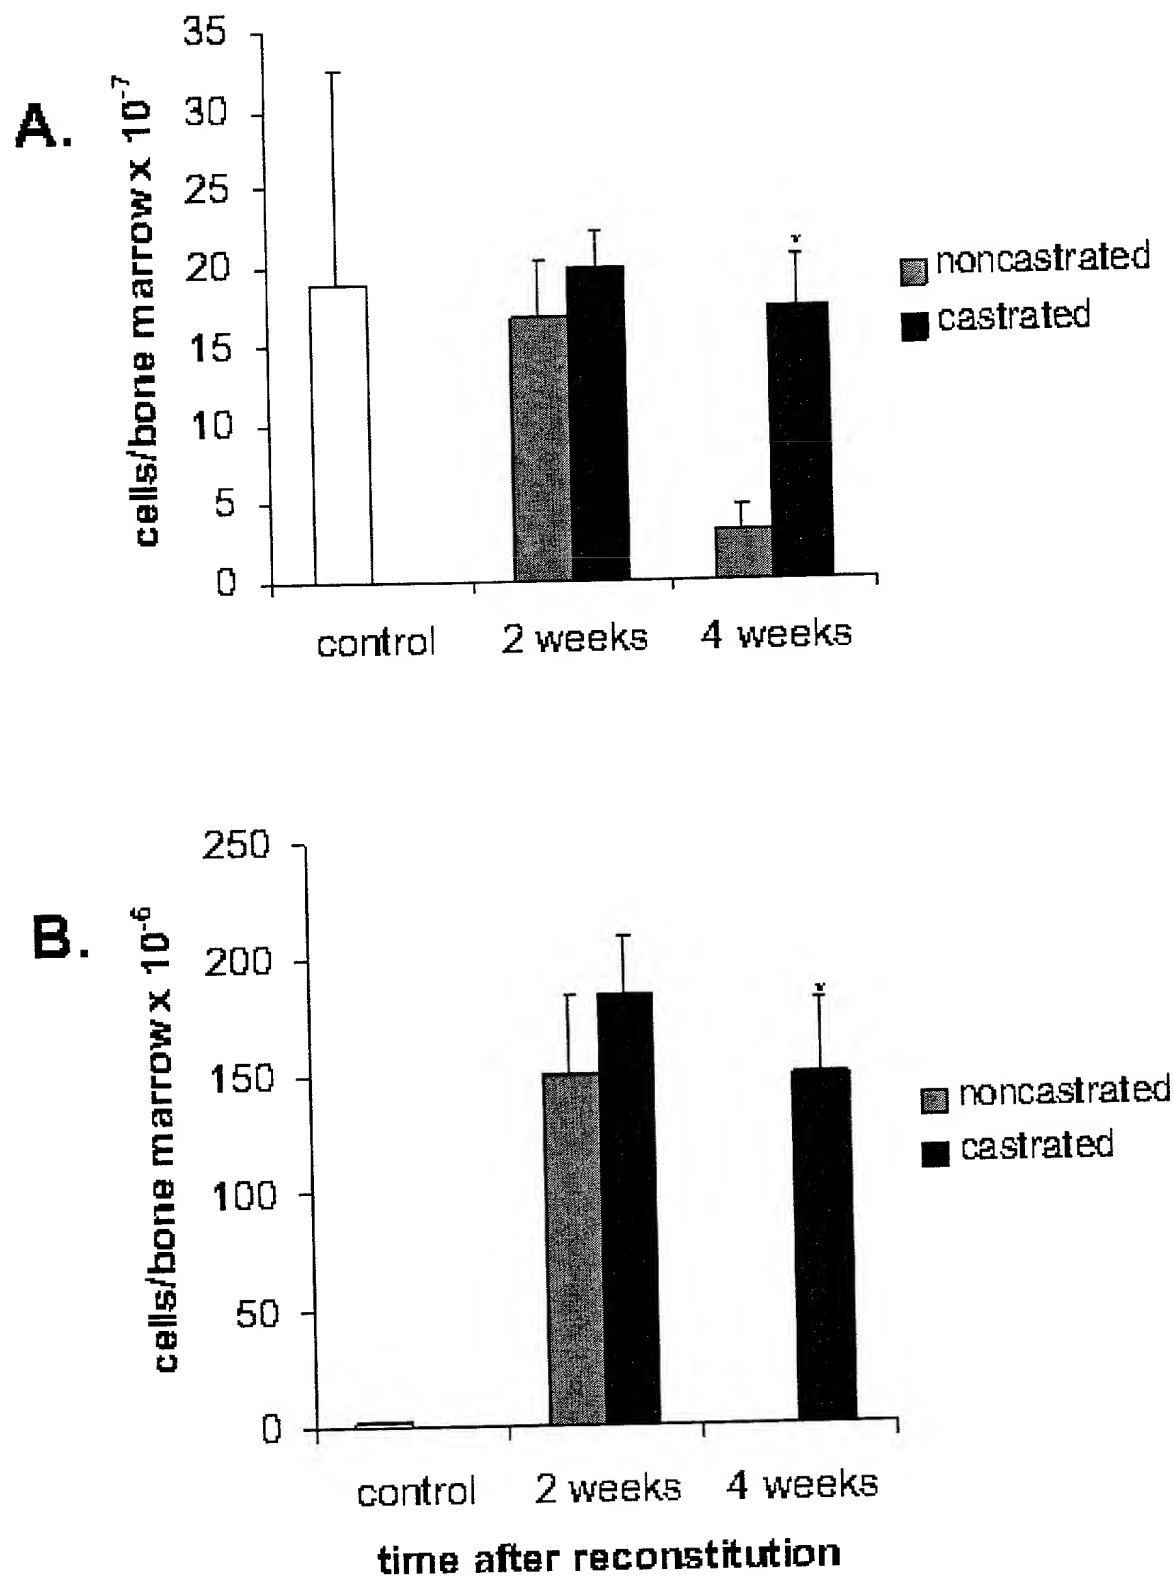 A.
cells/bone marrow x 10⁻⁷
35
30
25
20
15
10
5
0
control 2 weeks 4 weeks
*
noncastrated
castrated
B.
cells/bone marrow x 10⁻⁶
250
200
150
100
50
0
control 2 weeks 4 weeks
*
noncastrated
castrated
time after reconstitution